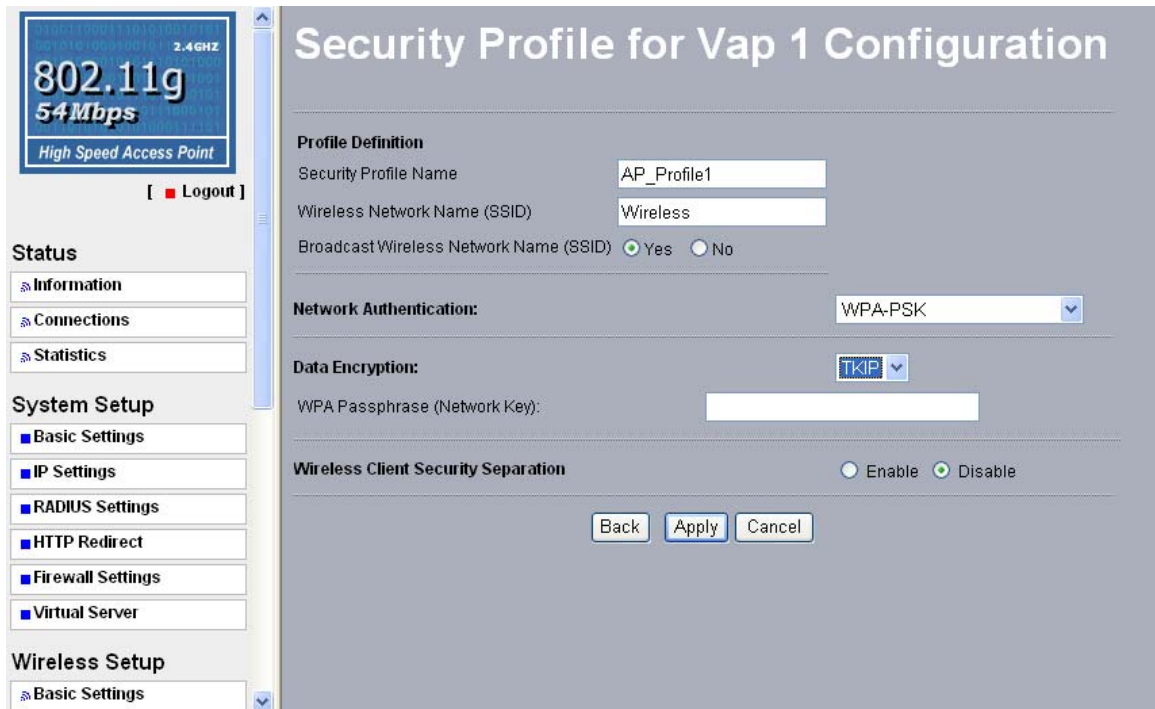 2.4GHZ
802.11g
54Mbps
High Speed Access Point
[ Logout ]
Status
Information
Connections
Statistics
System Setup
Basic Settings
IP Settings
RADIUS Settings
HTTP Redirect
Firewall Settings
Virtual Server
Wireless Setup
Basic Settings
Security Profile for Vap 1 Configuration
Profile Definition
Security Profile Name AP_Profile1
Wireless Network Name (SSID) Wireless
Broadcast Wireless Network Name (SSID) Yes No
Network Authentication: WPA-PSK
Data Encryption: TKIP
WPA Passphrase (Network Key):
Wireless Client Security Separation Enable Disable
Back Apply Cancel